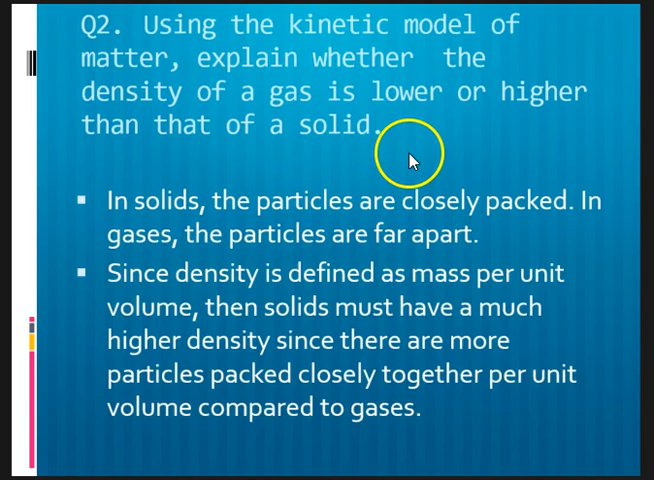 Q2. Using the kinetic model of
matter, explain whether the
density of a gas is lower or higher
than that of a solid.
▪ In solids, the particles are closely packed. In
gases, the particles are far apart.
▪ Since density is defined as mass per unit
volume, then solids must have a much
higher density since there are more
particles packed closely together per unit
volume compared to gases.